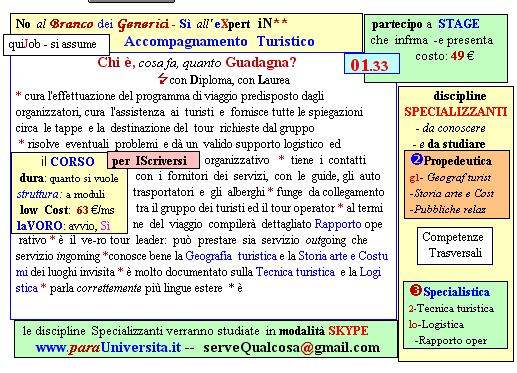 No al Branco dei Generici - Sì all'eXpert iN**
quiJob - si assume
Accompagnamento Turistico
partecipo a STAGE
che infrma -e presenta
costo: 49 €
Chi è, cosa fa, quanto Guadagna?
01.33
con Diploma, con Laurea
* cura l'effettuazione del programma di viaggio predisposto dagli
organizzatori, cura l'assistenza ai turisti e fornisce tutte le spiegazioni
circa le tappe e la destinazione del tour richieste dal gruppo
* risolve eventuali problemi e dà un valido supporto logistico ed
organizzativo * tiene i contatti
con i fornitori dei servizi, con le guide, gli auto
trasportatori e gli alberghi * funge da collegamento
tra il gruppo dei turisti ed il tour operator * al termi
ne del viaggio compilerà dettagliato Rapporto ope
rativo * è il ve-ro tour leader: può prestare sia servizio outgoing che
servizio ingoming *conosce bene la Geografia turistica e la Storia arte e Costu
mi dei luoghi invisita * è molto documentato sulla Tecnica turistica e la Logi
stica * parla correttamente più lingue estere * è
il CORSO
per IScriversi
dura: quanto si vuole
struttura: a moduli
low Cost: 63 €/ms
laVORO: avvio, Sì
discipline
SPECIALIZZANTI
- da conoscere
- e da studiare
2Propedeutica
g1- Geograf turist
-Storia arte e Cost
-Pubbliche relaz
Competenze
Trasversali
3Specialistica
2-Tecnica turistica
lo-Logistica
-Rapporto oper
le discipline Specializzanti verranno studiate in modalità SKYPE
www.paraUniversita.it -- serveQualcosa@gmail.com